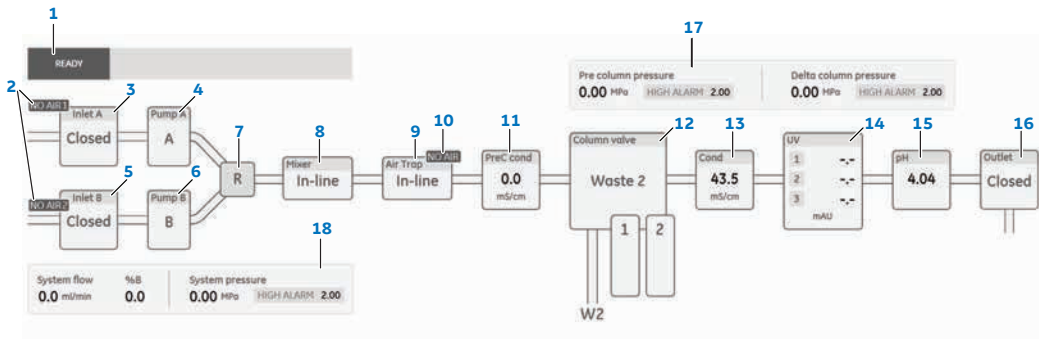 1
READY
17
Pre column pressure
0.00 MPa HIGH ALARM 2.00
Delta column pressure
0.00 MPa HIGH ALARM 2.00
2
NO AIR 1
3
Inlet A
Closed
4
Pump A
A
5
NO AIR 2
Inlet B
Closed
6
Pump B
B
7
R
8
Mixer
In-line
9
Air Trap
In-line
10
NO AIR
11
PreC cond
0.0
mS/cm
12
Column valve
Waste 2
1 2
W2
13
Cond
43.5
mS/cm
14
UV
1 -.-
2 -.-
3 -.-
mAU
15
pH
4.04
16
Outlet
Closed
18
System flow
0.0 ml/min
%B
0.0
System pressure
0.00 MPa HIGH ALARM 2.00